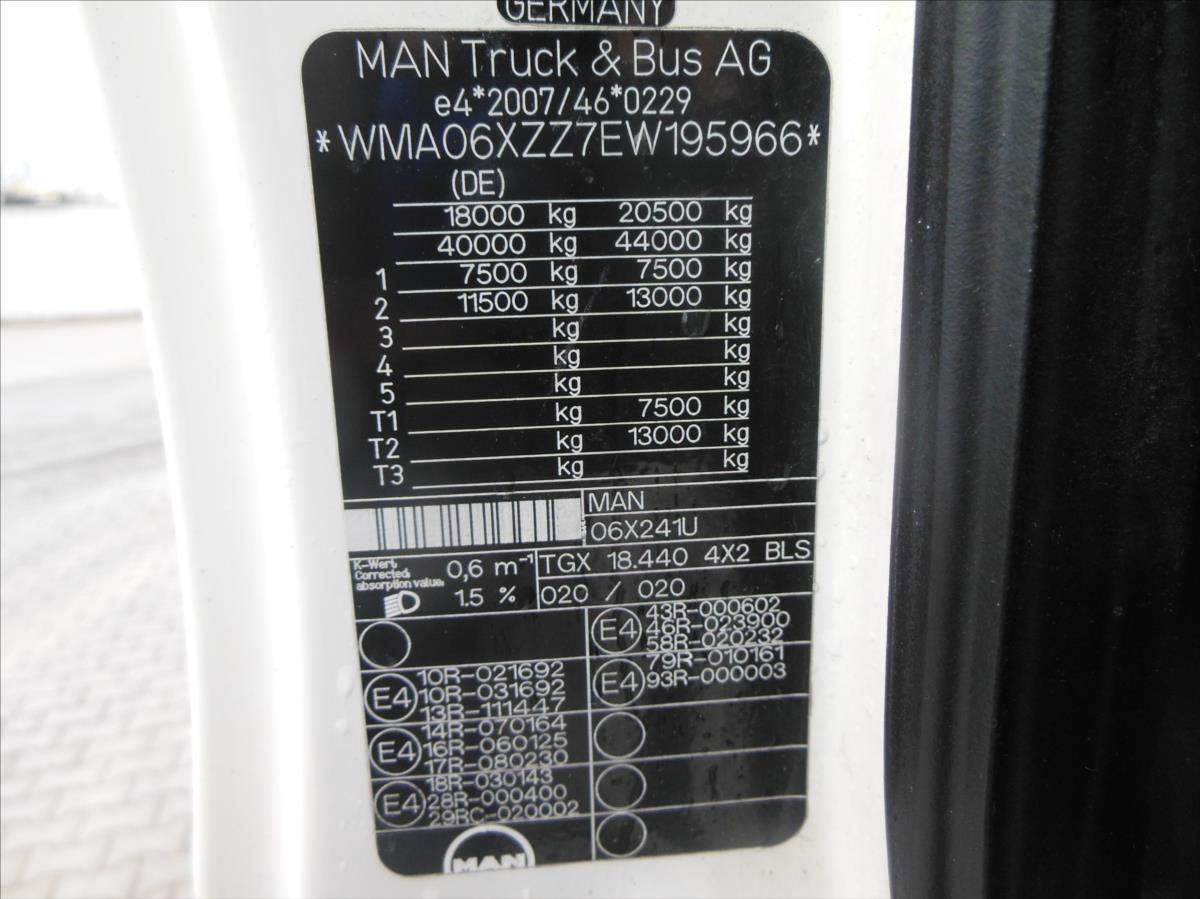 GERMANY
MAN Truck & Bus AG
e4*2007/46*0229
*WMA06XZZ7EW195966*
(DE)
18000 kg 20500 kg
40000 kg 44000 kg
1 7500 kg 7500 kg
2 11500 kg 13000 kg
3 kg kg
4 kg kg
5 kg kg
T1 kg 7500 kg
T2 kg 13000 kg
T3 kg kg
MAN
06X241U
K-Wert:
Corrected
absorption value:
0,6 m⁻¹
1.5 %
TGX 18.440 4X2 BLS
020 / 020
E4
10R-021692
10R-031692
13R-111447
E4
14R-070164
16R-060125
17R-080230
E4
18R-030143
28R-000400
29RC-020002
E4
43R-000602
46R-023900
58R-020232
E4
79R-010161
93R-000003
MAN